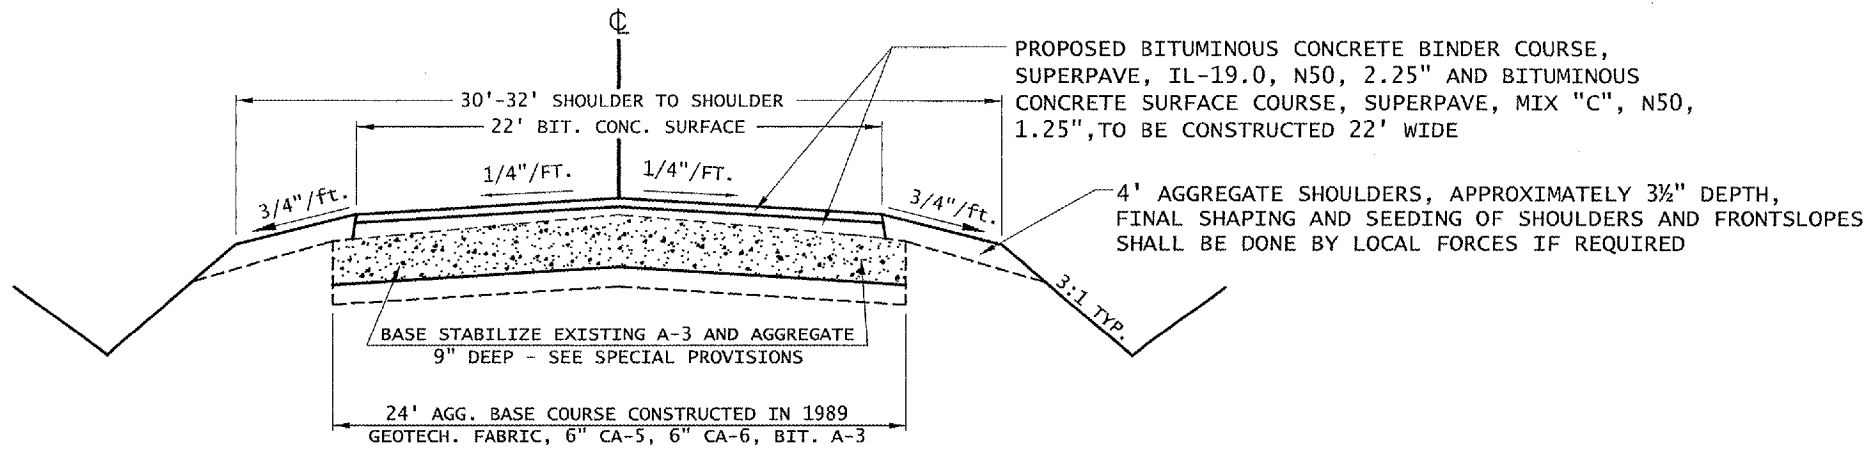 ℄
PROPOSED BITUMINOUS CONCRETE BINDER COURSE,
SUPERPAVE, IL-19.0, N50, 2.25" AND BITUMINOUS
CONCRETE SURFACE COURSE, SUPERPAVE, MIX "C", N50,
1.25",TO BE CONSTRUCTED 22' WIDE
30'-32' SHOULDER TO SHOULDER
22' BIT. CONC. SURFACE
1/4"/FT.
1/4"/FT.
3/4"/ft.
3/4"/ft.
4' AGGREGATE SHOULDERS, APPROXIMATELY 3½" DEPTH,
FINAL SHAPING AND SEEDING OF SHOULDERS AND FRONTSLOPES
SHALL BE DONE BY LOCAL FORCES IF REQUIRED
3:1 TYP.
BASE STABILIZE EXISTING A-3 AND AGGREGATE
9" DEEP - SEE SPECIAL PROVISIONS
24' AGG. BASE COURSE CONSTRUCTED IN 1989
GEOTECH. FABRIC, 6" CA-5, 6" CA-6, BIT. A-3